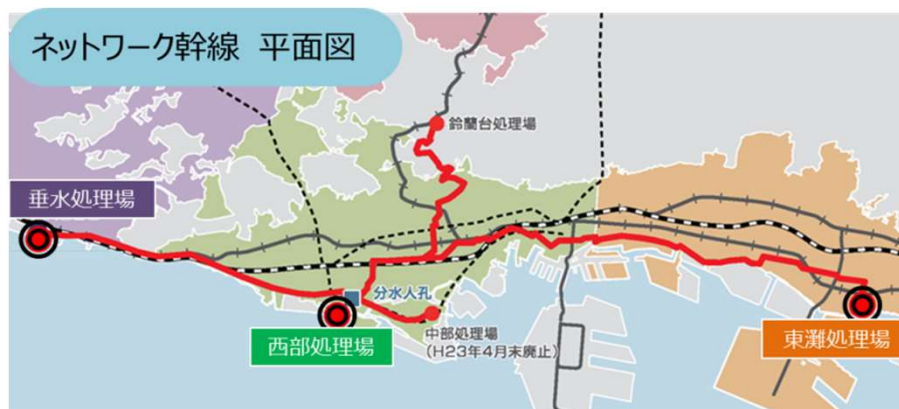 ネットワーク幹線 平面図
鈴蘭台処理場
垂水処理場
分水人孔
西部処理場
中部処理場
（H23年4月末廃止）
東灘処理場